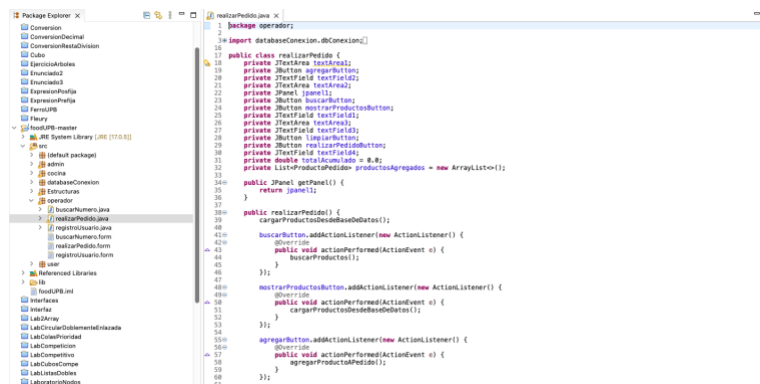 Package Explorer
Conversion
ConversionDecimal
ConversionRestaDivision
Cubo
EjercicioArboles
Enunciado2
Enunciado3
ExpresionPosfija
ExpresionPrefija
FerroUPB
Fleury
foodUPB-master
JRE System Library [JRE [17.0.5]]
src
(default package)
admin
cocina
databaseConexion
Estructuras
operador
buscarNumero.java
realizarPedido.java
registroUsuario.java
buscarNumero.form
realizarPedido.form
registroUsuario.form
user
Referenced Libraries
lib
foodUPB.iml
Interfaces
Interfaz
Lab2Array
LabCircularDoblementeEnlazada
LabColasPrioridad
LabCompeticion
LabCompetitivo
LabCubosCompe
LabListasDobles
LaboratorioNodos
realizarPedido.java
1 package operador;
2
3 import databaseConexion.dbConexion;
16
17 public class realizarPedido {
18 private JTextArea textArea1;
19 private JButton agregarButton;
20 private JTextField textField2;
21 private JTextArea textArea2;
22 private JPanel jpanel1;
23 private JButton buscarButton;
24 private JButton mostrarProductosButton;
25 private JTextField textField1;
26 private JTextArea textArea3;
27 private JTextField textField3;
28 private JButton limpiarButton;
29 private JButton realizarPedidoButton;
30 private JTextField textField4;
31 private double totalAcumulado = 0.0;
32 private List<ProductoPedido> productosAgregados = new ArrayList<>();
33
34 public JPanel getPanel() {
35 return jpanel1;
36 }
37
38 public realizarPedido() {
39 cargarProductosDesdeBaseDeDatos();
40
41 buscarButton.addActionListener(new ActionListener() {
42 @Override
43 public void actionPerformed(ActionEvent e) {
44 buscarProductos();
45 }
46 });
47
48 mostrarProductosButton.addActionListener(new ActionListener() {
49 @Override
50 public void actionPerformed(ActionEvent e) {
51 cargarProductosDesdeBaseDeDatos();
52 }
53 });
54
55 agregarButton.addActionListener(new ActionListener() {
56 @Override
57 public void actionPerformed(ActionEvent e) {
58 agregarProductoAPedido();
59 }
60 });